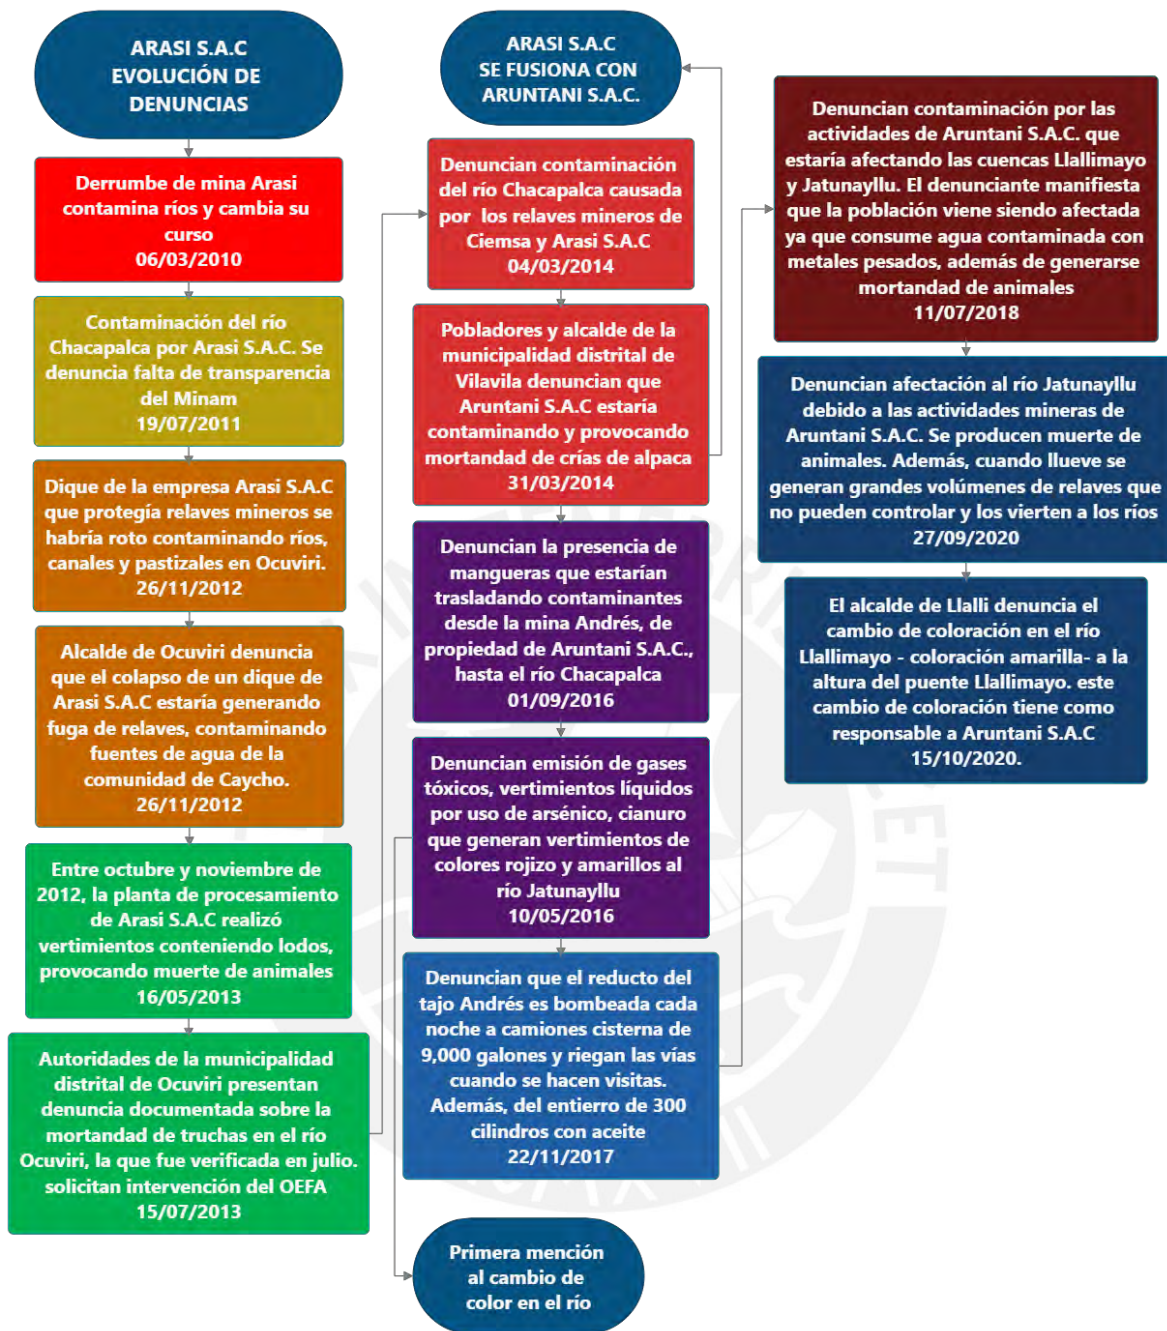 ARASI S.A.C
EVOLUCIÓN DE
DENUNCIAS
Derrumbe de mina Arasi
contamina ríos y cambia su
curso
06/03/2010
Contaminación del río
Chacapalca por Arasi S.A.C. Se
denuncia falta de transparencia
del Minam
19/07/2011
Dique de la empresa Arasi S.A.C
que protegía relaves mineros se
habría roto contaminando ríos,
canales y pastizales en Ocuviri.
26/11/2012
Alcalde de Ocuviri denuncia
que el colapso de un dique de
Arasi S.A.C estaría generando
fuga de relaves, contaminando
fuentes de agua de la
comunidad de Caycho.
26/11/2012
Entre octubre y noviembre de
2012, la planta de procesamiento
de Arasi S.A.C realizó
vertimientos conteniendo lodos,
provocando muerte de animales
16/05/2013
Autoridades de la municipalidad
distrital de Ocuviri presentan
denuncia documentada sobre la
mortandad de truchas en el río
Ocuviri, la que fue verificada en julio.
solicitan intervención del OEFA
15/07/2013
ARASI S.A.C
SE FUSIONA CON
ARUNTANI S.A.C.
Denuncian contaminación
del río Chacapalca causada
por los relaves mineros de
Ciemsa y Arasi S.A.C
04/03/2014
Pobladores y alcalde de la
municipalidad distrital de
Vilavila denuncian que
Aruntani S.A.C estaría
contaminando y provocando
mortandad de crías de alpaca
31/03/2014
Denuncian la presencia de
mangueras que estarían
trasladando contaminantes
desde la mina Andrés, de
propiedad de Aruntani S.A.C.,
hasta el río Chacapalca
01/09/2016
Denuncian emisión de gases
tóxicos, vertimientos líquidos
por uso de arsénico, cianuro
que generan vertimientos de
colores rojizo y amarillos al
río Jatunayllu
10/05/2016
Denuncian que el reducto del
tajo Andrés es bombeada cada
noche a camiones cisterna de
9,000 galones y riegan las vías
cuando se hacen visitas.
Además, del entierro de 300
cilindros con aceite
22/11/2017
Primera mención
al cambio de
color en el río
Denuncian contaminación por las
actividades de Aruntani S.A.C. que
estaría afectando las cuencas Llallimayo
y Jatunayllu. El denunciante manifiesta
que la población viene siendo afectada
ya que consume agua contaminada con
metales pesados, además de generarse
mortandad de animales
11/07/2018
Denuncian afectación al río Jatunayllu
debido a las actividades mineras de
Aruntani S.A.C. Se producen muerte de
animales. Además, cuando llueve se
generan grandes volúmenes de relaves que
no pueden controlar y los vierten a los ríos
27/09/2020
El alcalde de Llalli denuncia el
cambio de coloración en el río
Llallimayo - coloración amarilla- a la
altura del puente Llallimayo. este
cambio de coloración tiene como
responsable a Aruntani S.A.C
15/10/2020.